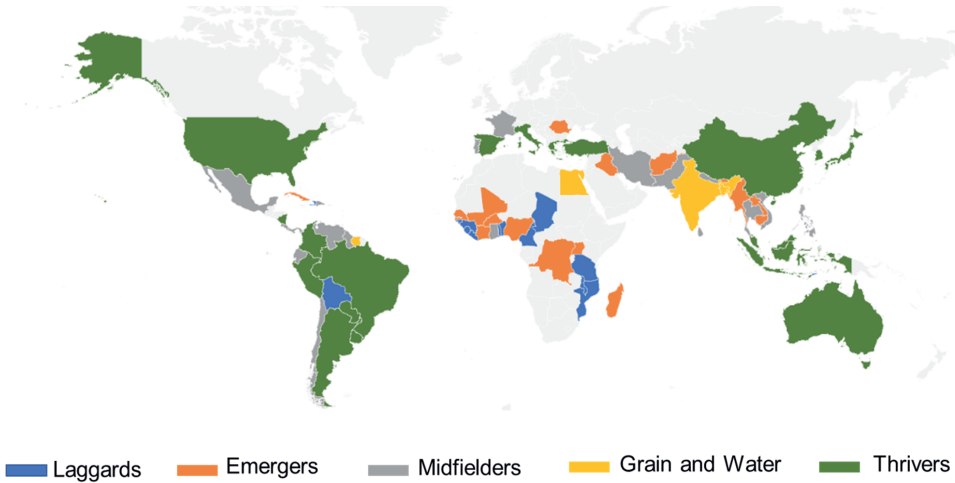 Laggards
Emergers
Midfielders
Grain and Water
Thrivers